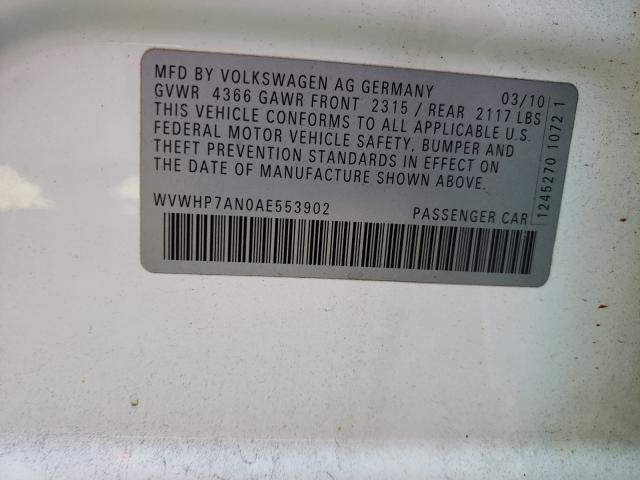 MFD BY VOLKSWAGEN AG GERMANY 03/10
GVWR 4366 GAWR FRONT 2315 / REAR 2117 LBS
THIS VEHICLE CONFORMS TO ALL APPLICABLE U.S.
FEDERAL MOTOR VEHICLE SAFETY, BUMPER AND
THEFT PREVENTION STANDARDS IN EFFECT ON
THE DATE OF MANUFACTURE SHOWN ABOVE.
WVWHP7AN0AE553902 PASSENGER CAR
1245270 1072 1